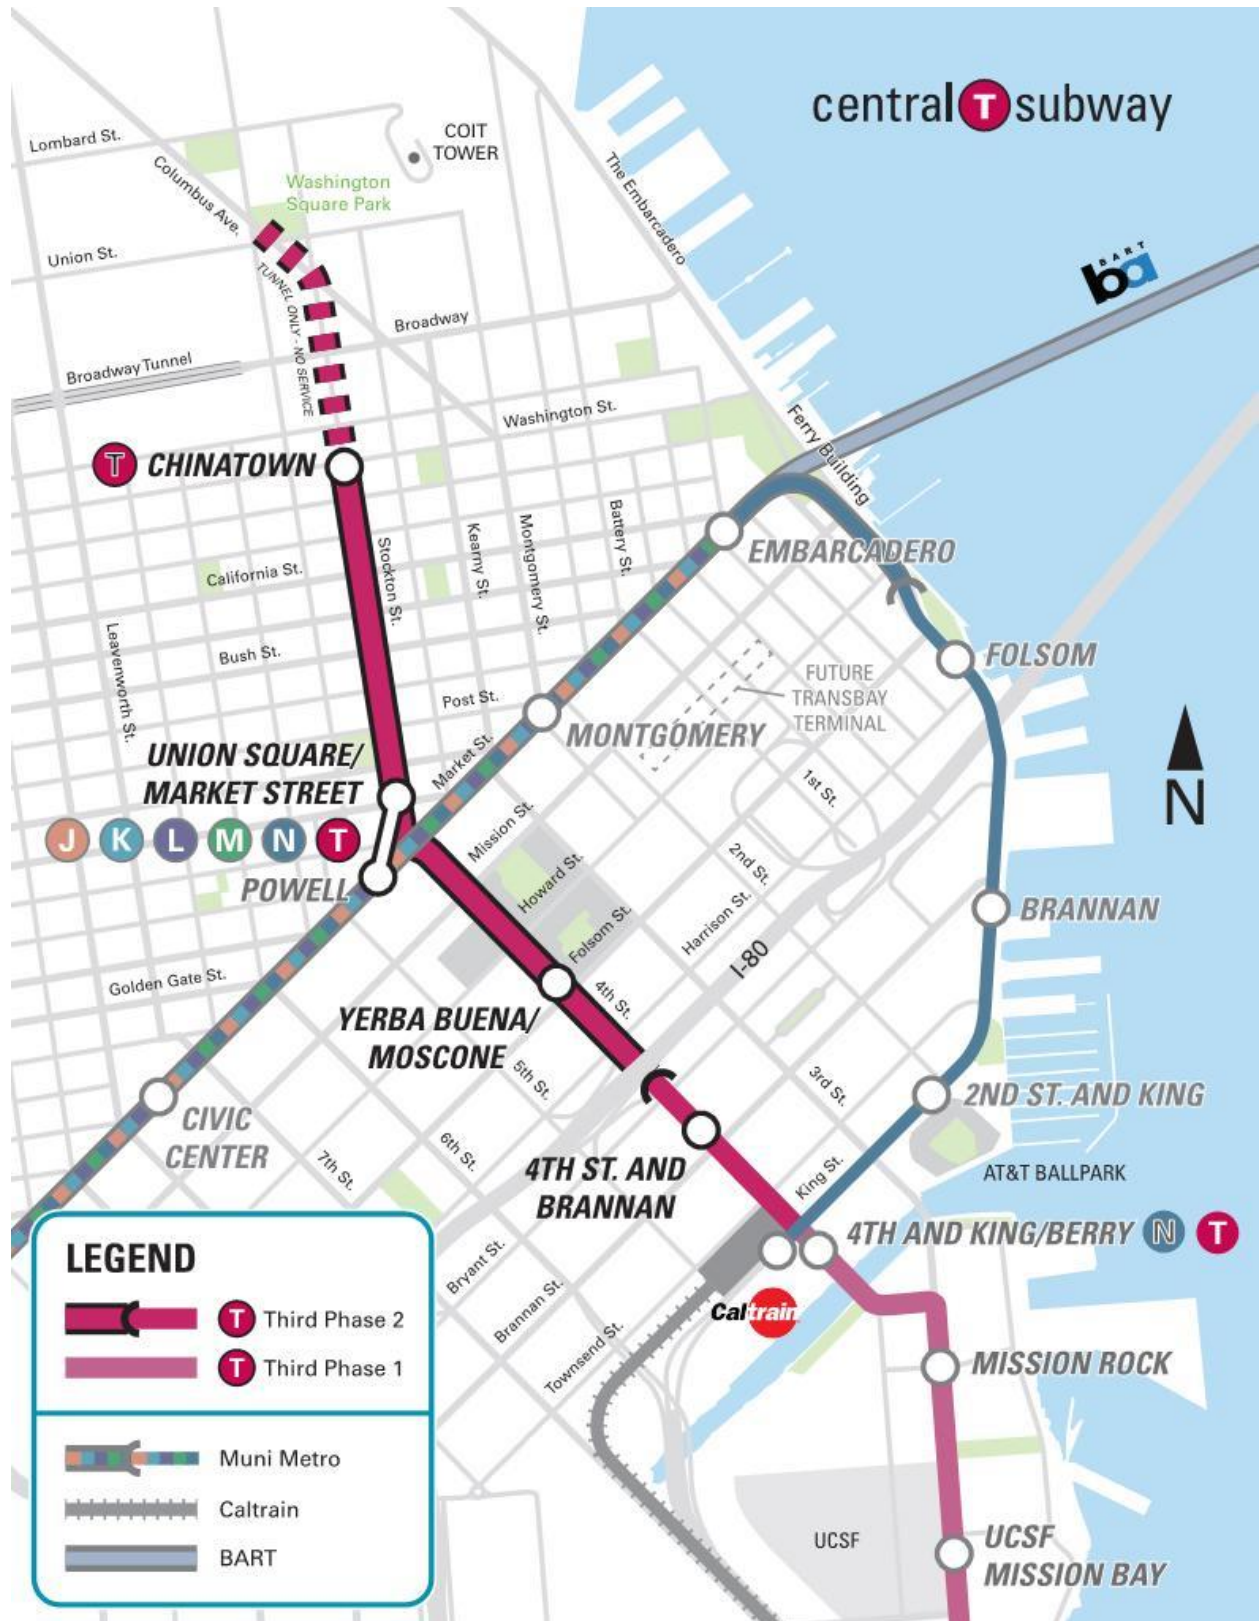 central T subway
Lombard St.
COIT
TOWER
Columbus Ave.
Washington
Square Park
The Embarcadero
Union St.
TUNNEL ONLY - NO SERVICE
BART
ba
Broadway
Broadway Tunnel
Washington St.
Ferry Building
T CHINATOWN
EMBARCADERO
Stockton St.
Kearny St.
Montgomery St.
Battery St.
California St.
Leavenworth St.
Bush St.
FOLSOM
FUTURE
TRANSBAY
TERMINAL
Post St.
MONTGOMERY
Market St.
UNION SQUARE/
MARKET STREET
J K L M N T
POWELL
1st St.
N
Mission St.
Howard St.
2nd St.
Folsom St.
Harrison St.
BRANNAN
I-80
Golden Gate St.
4th St.
YERBA BUENA/
MOSCONE
5th St.
3rd St.
2ND ST. AND KING
CIVIC
CENTER
6th St.
7th St.
4TH ST. AND
BRANNAN
King St.
AT&T BALLPARK
4TH AND KING/BERRY N T
Bryant St.
Brannan St.
Caltrain
Townsend St.
MISSION ROCK
UCSF
UCSF
MISSION BAY
LEGEND
T Third Phase 2
T Third Phase 1
Muni Metro
Caltrain
BART